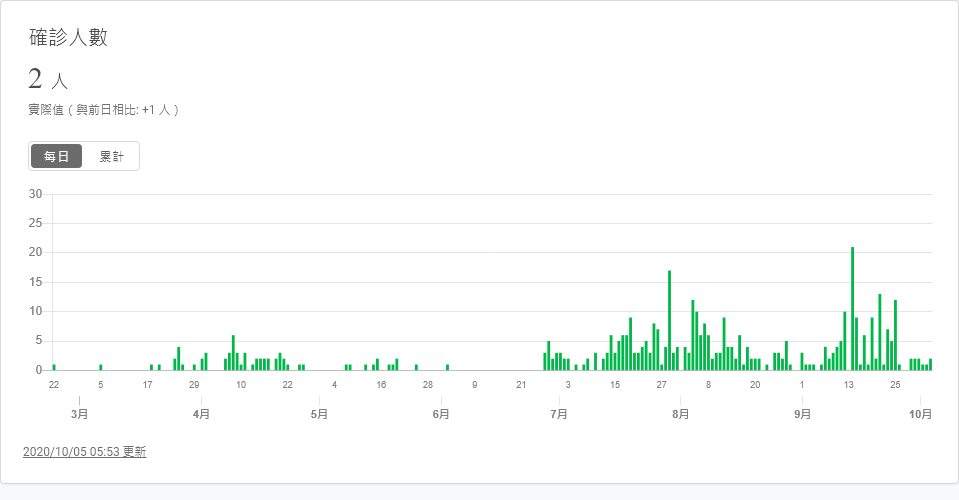 確診人數
2 人
實際值 ( 與前日相比: +1 人 )
每日 累計
30
25
20
15
10
5
0
22 5 17 29 10 22 4 16 28 9 21 3 15 27 8 20 1 13 25
3月 4月 5月 6月 7月 8月 9月 10月
2020/10/05 05:53 更新